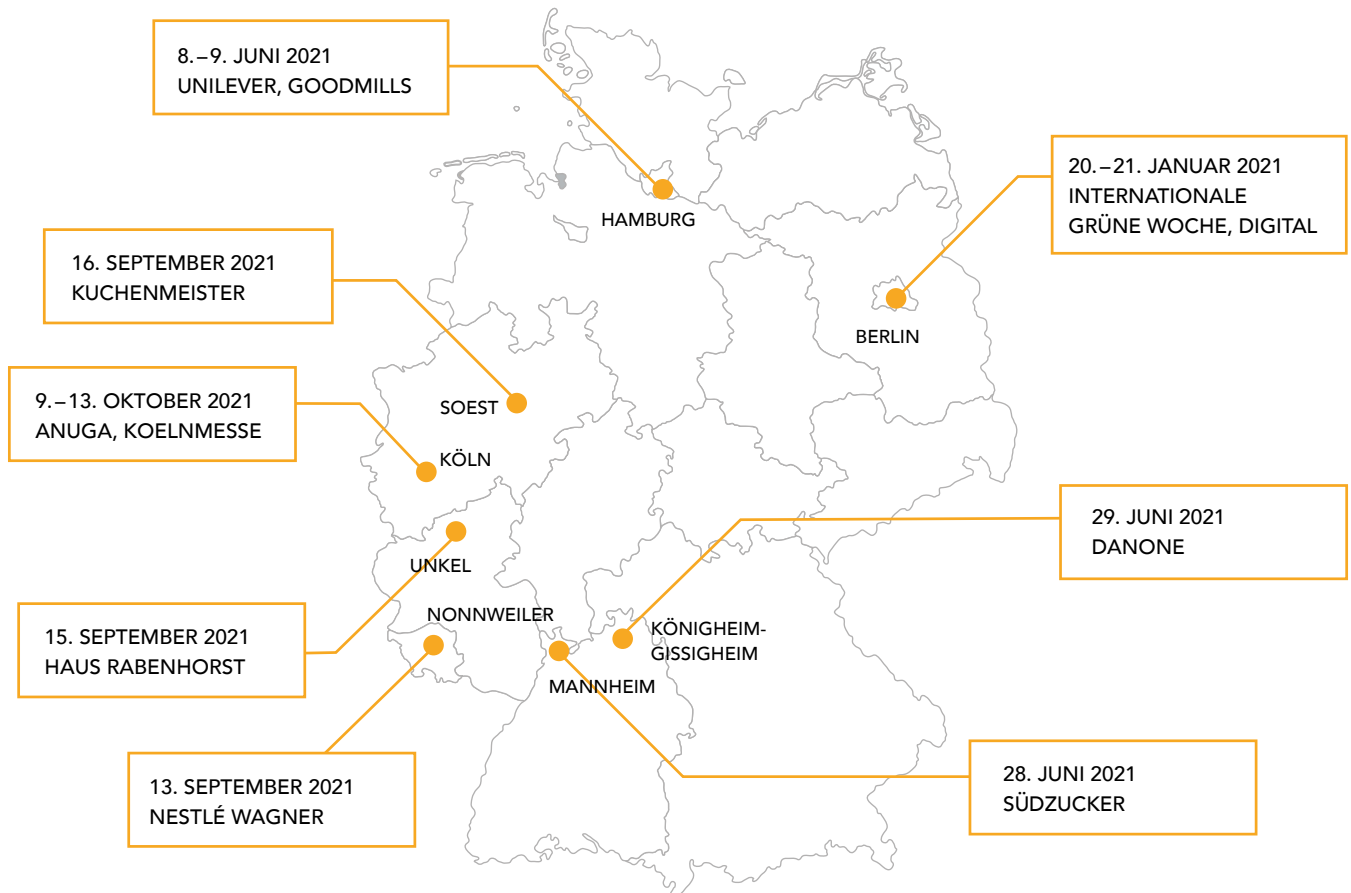 8.–9. JUNI 2021
UNILEVER, GOODMILLS
HAMBURG
20.–21. JANUAR 2021
INTERNATIONALE
GRÜNE WOCHE, DIGITAL
BERLIN
16. SEPTEMBER 2021
KUCHENMEISTER
SOEST
9.–13. OKTOBER 2021
ANUGA, KOELNMESSE
KÖLN
29. JUNI 2021
DANONE
UNKEL
NONNWEILER
KÖNIGHEIM-
GISSIGHEIM
15. SEPTEMBER 2021
HAUS RABENHORST
MANNHEIM
13. SEPTEMBER 2021
NESTLÉ WAGNER
28. JUNI 2021
SÜDZUCKER